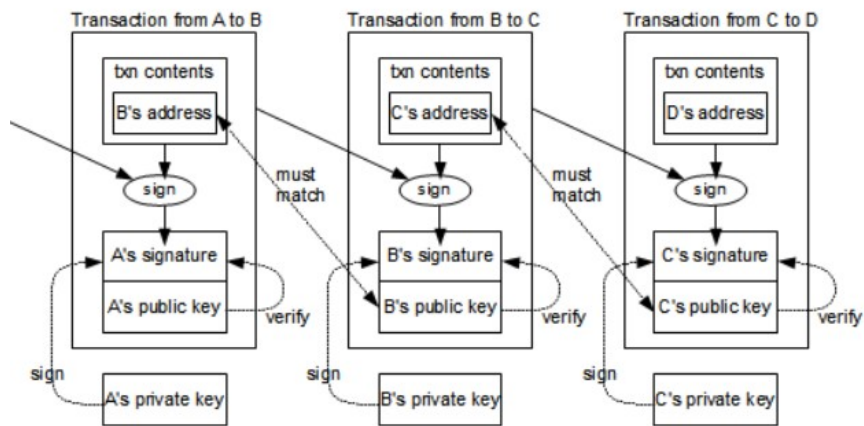 Transaction from A to B
txn contents
B's address
sign
A's signature
A's public key
verify
sign
A's private key
must
match
Transaction from B to C
txn contents
C's address
sign
B's signature
B's public key
verify
sign
B's private key
must
match
Transaction from C to D
txn contents
D's address
sign
C's signature
C's public key
verify
sign
C's private key